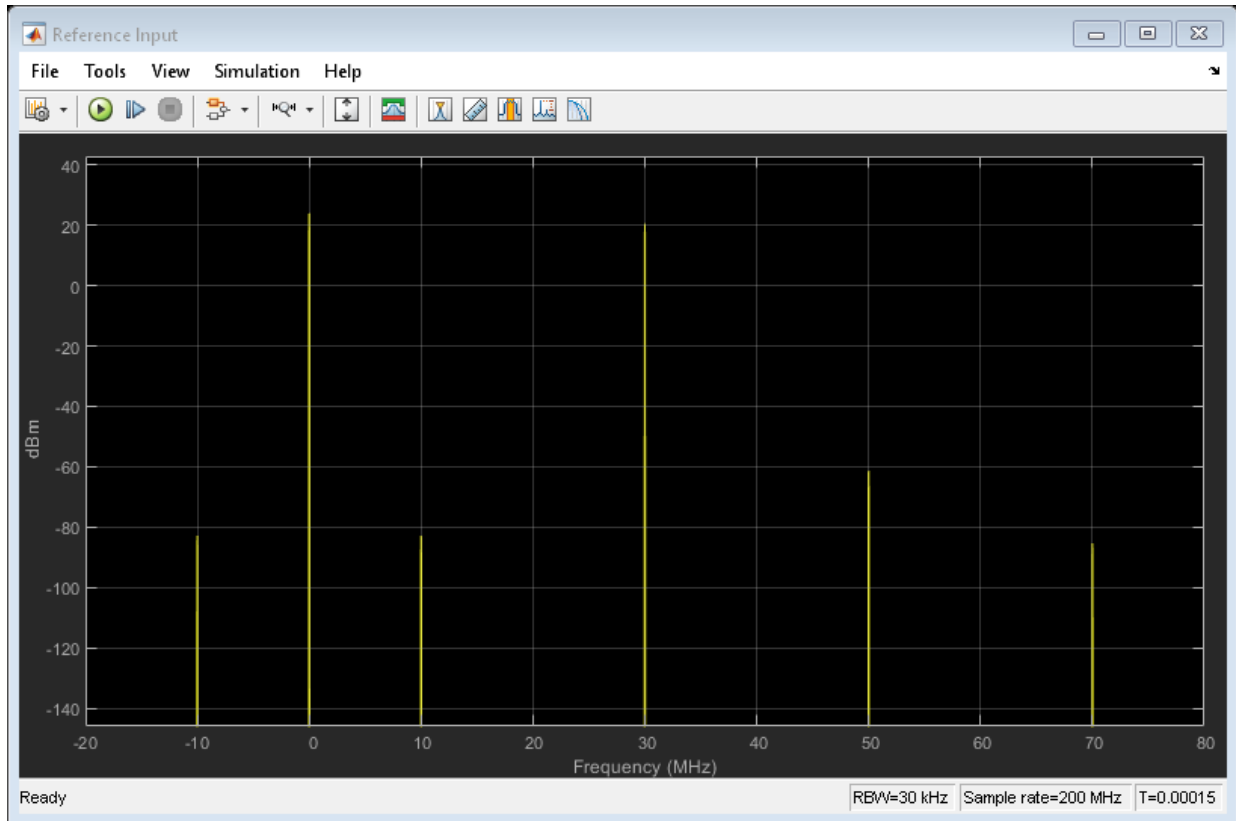 Reference Input
File Tools View Simulation Help
40
20
0
-20
-40
-60
-80
-100
-120
-140
dBm
-20 -10 0 10 20 30 40 50 60 70 80
Frequency (MHz)
Ready RBW=30 kHz Sample rate=200 MHz T=0.00015